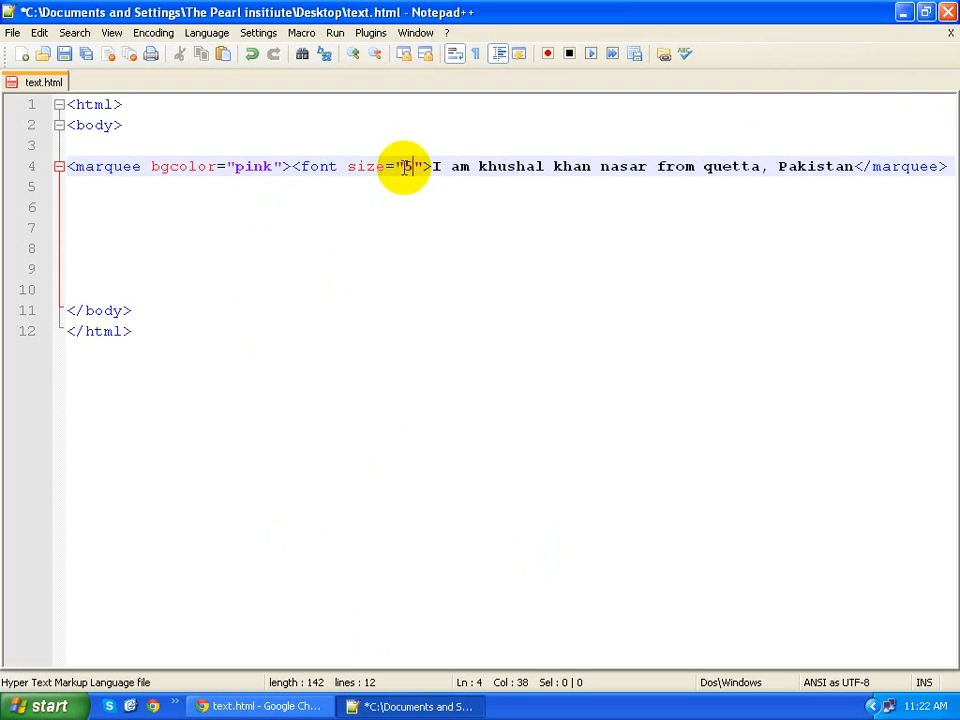 *C:\Documents and Settings\The Pearl insitiute\Desktop\text.html - Notepad++
File Edit Search View Encoding Language Settings Macro Run Plugins Window ? X
text.html
1 <html>
2 <body>
3
4 <marquee bgcolor="pink"><font size="5">I am khushal khan nasar from quetta, Pakistan</marquee>
5
6
7
8
9
10
11 </body>
12 </html>
Hyper Text Markup Language file length : 142 lines : 12 Ln : 4 Col : 38 Sel : 0 | 0 Dos\Windows ANSI as UTF-8 INS
start text.html - Google Ch... *C:\Documents and S... 11:22 AM